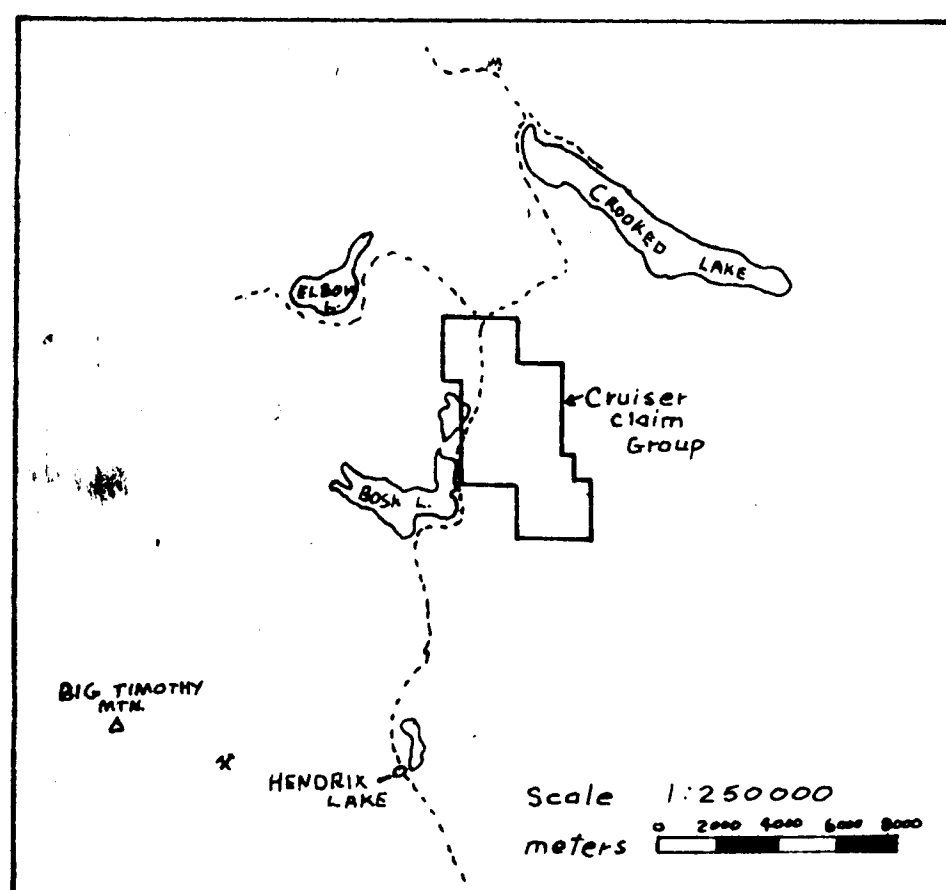 CROOKED
LAKE
ELBOW
L.
Cruiser
claim
Group
BOSK L.
BIG TIMOTHY
MTN.
HENDRIX
LAKE
Scale 1:250000
0 2000 4000 6000 8000
meters